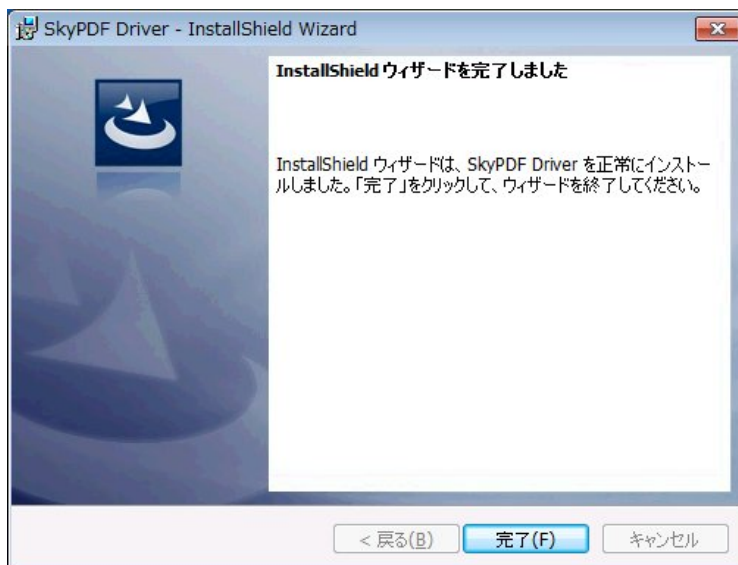 SkyPDF Driver - InstallShield Wizard
InstallShield ウィザードを完了しました
InstallShield ウィザードは、SkyPDF Driver を正常にインストー
ルしました。「完了」をクリックして、ウィザードを終了してください。
< 戻る(B)
完了(F)
キャンセル